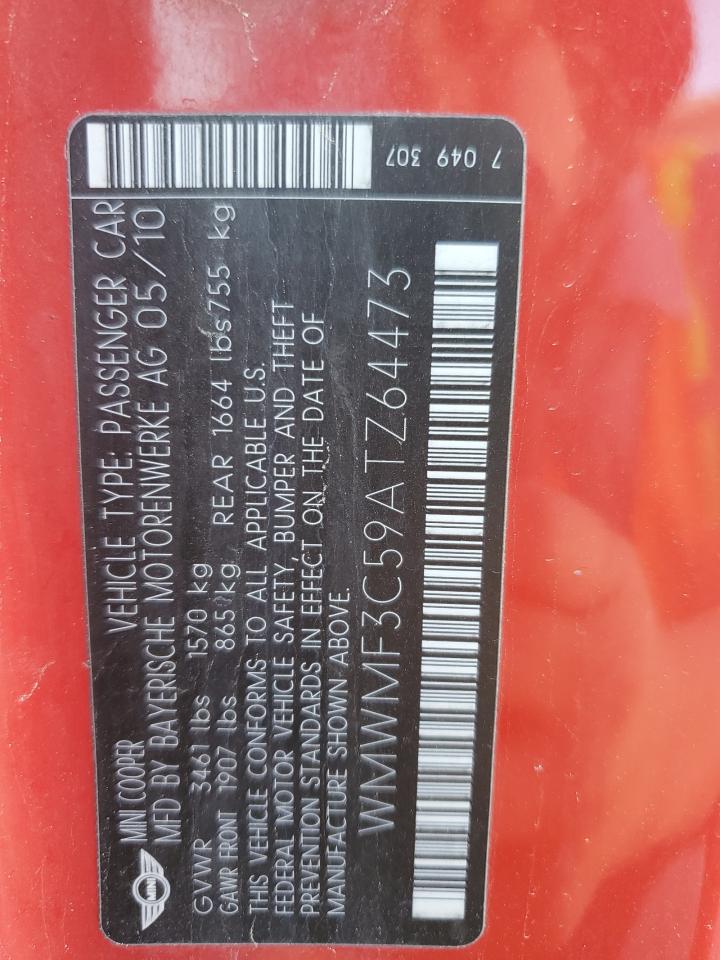 MINI COOPER VEHICLE TYPE: PASSENGER CAR
MFD BY BAYERISCHE MOTORENWERKE AG 05/10
GVWR 3461 lbs 1570 kg
GAWR FRONT 1907 lbs 865 kg REAR 1664 lbs 755 kg
THIS VEHICLE CONFORMS TO ALL APPLICABLE U.S.
FEDERAL MOTOR VEHICLE SAFETY, BUMPER AND THEFT
PREVENTION STANDARDS IN EFFECT ON THE DATE OF
MANUFACTURE SHOWN ABOVE.
WMWMF3C59ATZ64473
7 049 307
MINI